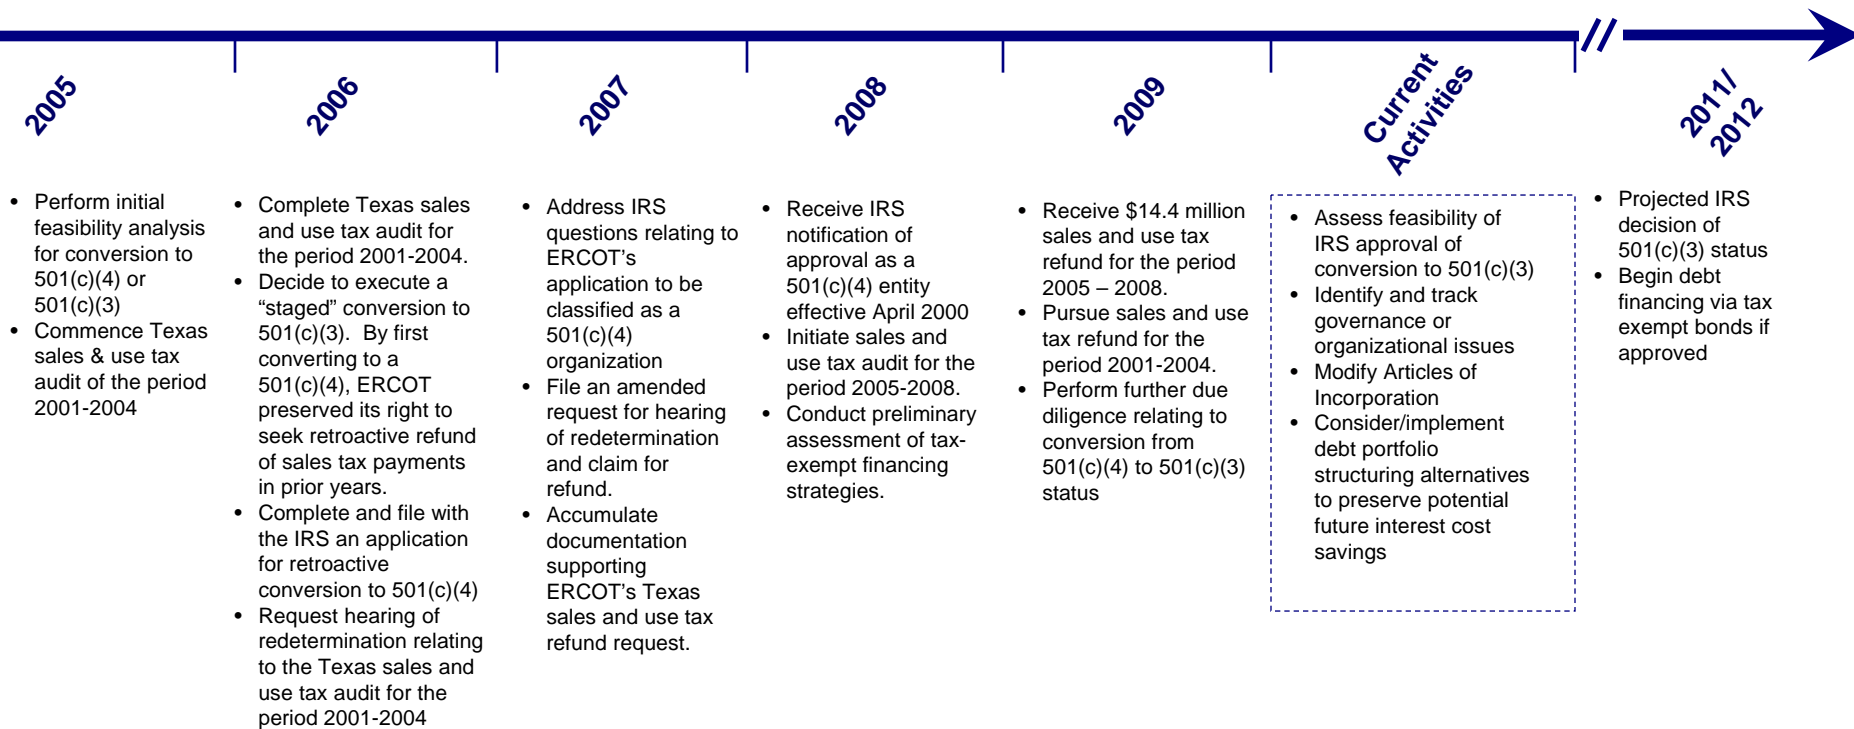 2005
• Perform initial
feasibility analysis
for conversion to
501(c)(4) or
501(c)(3)
• Commence Texas
sales & use tax
audit of the period
2001-2004
2006
• Complete Texas sales
and use tax audit for
the period 2001-2004.
• Decide to execute a
“staged” conversion to
501(c)(3).  By first
converting to a
501(c)(4), ERCOT
preserved its right to
seek retroactive refund
of sales tax payments
in prior years.
• Complete and file with
the IRS an application
for retroactive
conversion to 501(c)(4)
• Request hearing of
redetermination relating
to the Texas sales and
use tax audit for the
period 2001-2004
2007
• Address IRS
questions relating to
ERCOT’s
application to be
classified as a
501(c)(4)
organization
• File an amended
request for hearing
of redetermination
and claim for
refund.
• Accumulate
documentation
supporting
ERCOT’s Texas
sales and use tax
refund request.
2008
• Receive IRS
notification of
approval as a
501(c)(4) entity
effective April 2000
• Initiate sales and
use tax audit for the
period 2005-2008.
• Conduct preliminary
assessment of tax-
exempt financing
strategies.
2009
• Receive $14.4 million
sales and use tax
refund for the period
2005 – 2008.
• Pursue sales and use
tax refund for the
period 2001-2004.
• Perform further due
diligence relating to
conversion from
501(c)(4) to 501(c)(3)
status
Current
Activities
• Assess feasibility of
IRS approval of
conversion to 501(c)(3)
• Identify and track
governance or
organizational issues
• Modify Articles of
Incorporation
• Consider/implement
debt portfolio
structuring alternatives
to preserve potential
future interest cost
savings
2011/
2012
• Projected IRS
decision of
501(c)(3) status
• Begin debt
financing via tax
exempt bonds if
approved